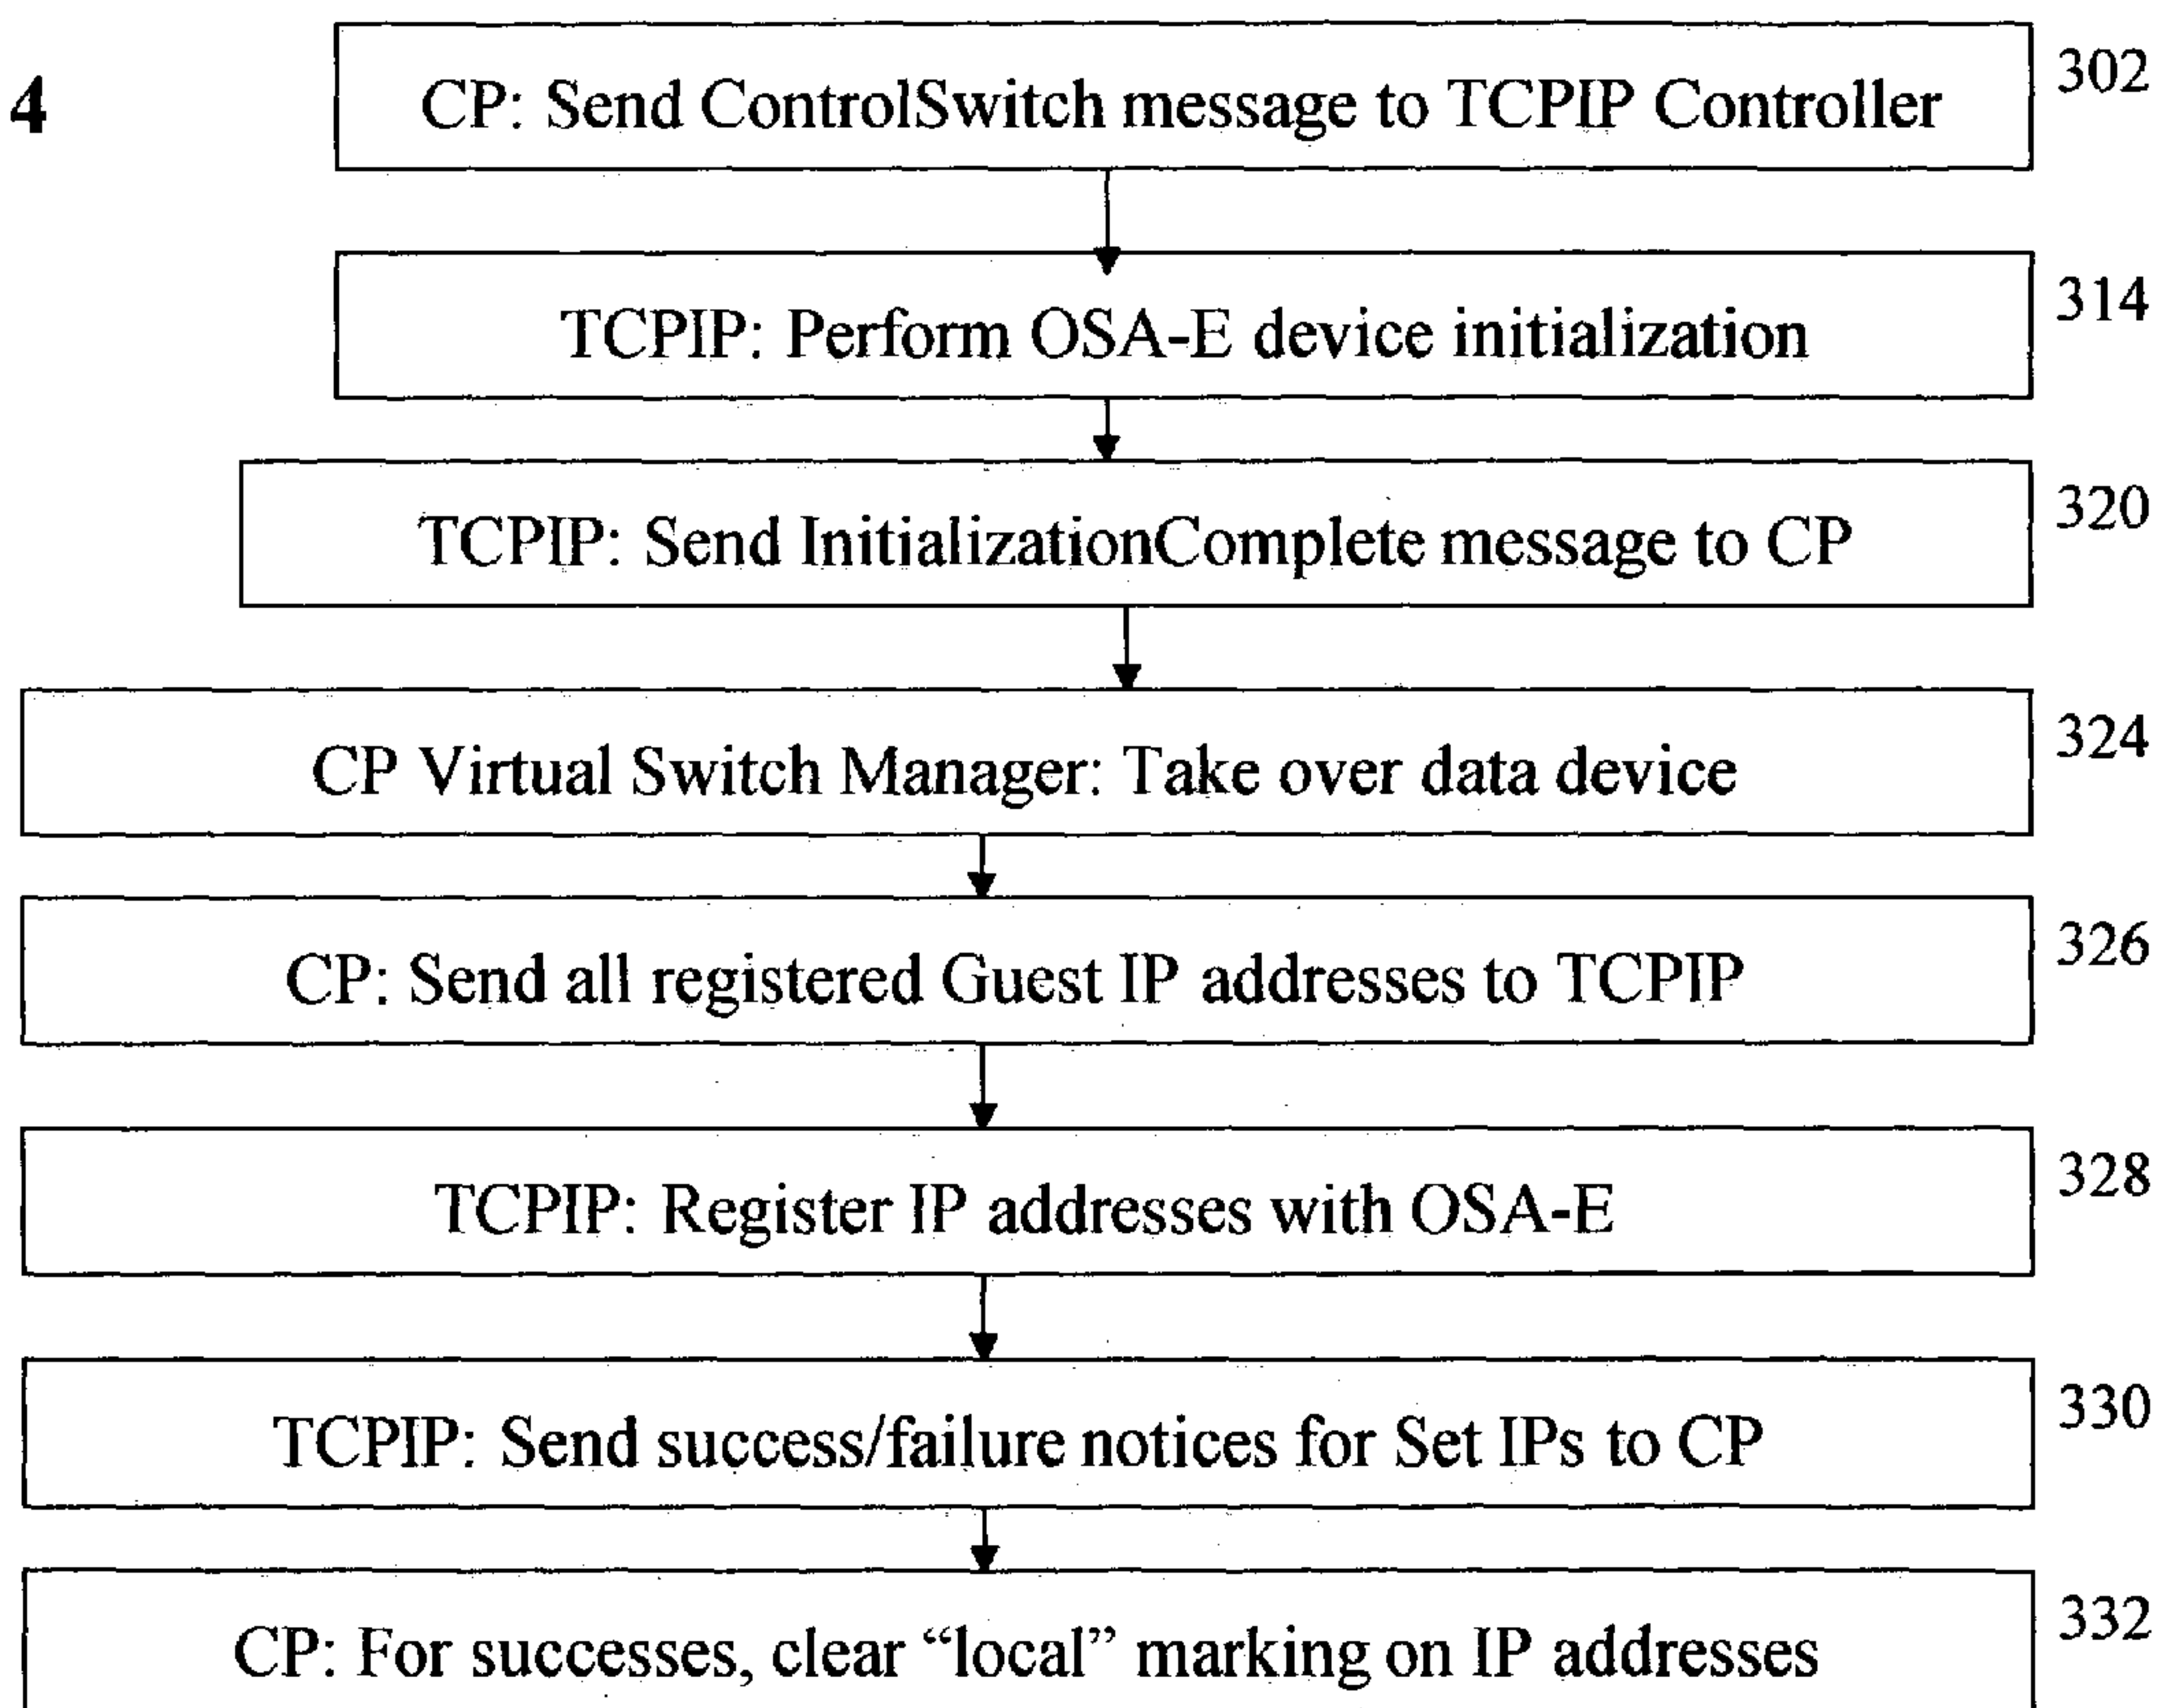 302
4
CP: Send ControlSwitch message to TCPIP Controller
314
TCPIP: Perform OSA-E device initialization
320
TCPIP: Send InitializationComplete message to CP
324
CP Virtual Switch Manager: Take over data device
326
CP: Send all registered Guest IP addresses to TCPIP
328
TCPIP: Register IP addresses with OSA-E
330
TCPIP: Send success/failure notices for Set IPs to CP
332
CP: For successes, clear “local” marking on IP addresses